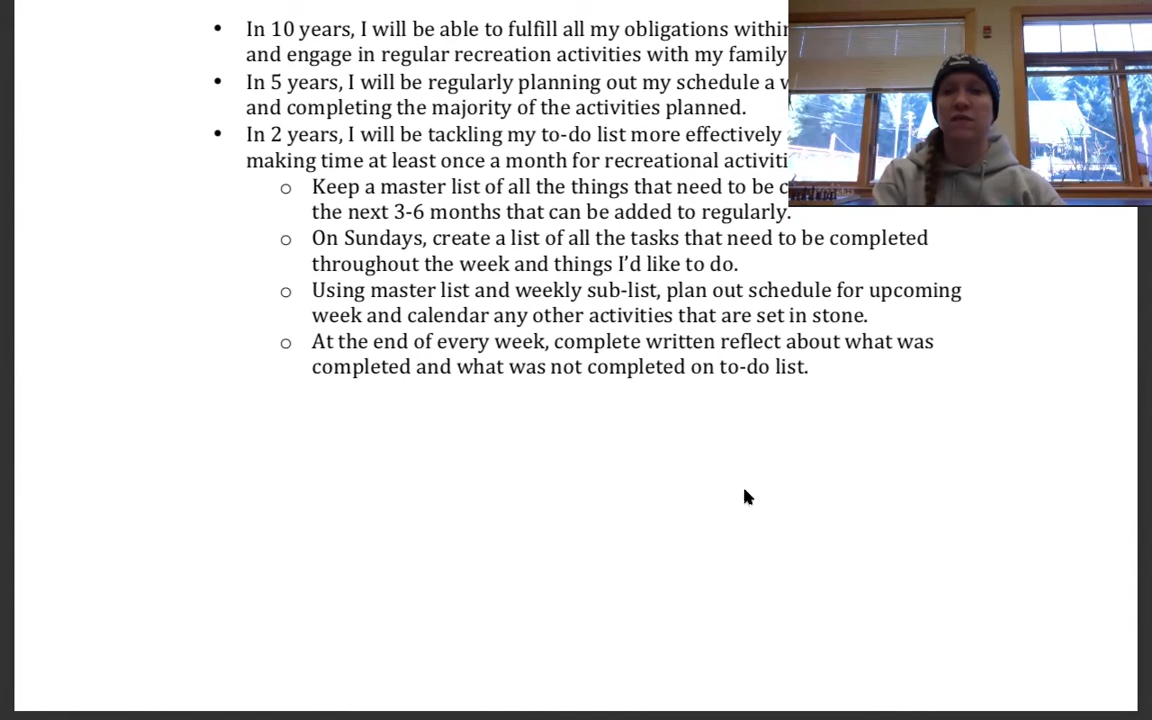 • In 10 years, I will be able to fulfill all my obligations within
and engage in regular recreation activities with my family
• In 5 years, I will be regularly planning out my schedule a
and completing the majority of the activities planned.
• In 2 years, I will be tackling my to-do list more effectively
making time at least once a month for recreational
o Keep a master list of all the things that need to be
the next 3-6 months that can be added to regularly.
o On Sundays, create a list of all the tasks that need to be completed
throughout the week and things I’d like to do.
o Using master list and weekly sub-list, plan out schedule for upcoming
week and calendar any other activities that are set in stone.
o At the end of every week, complete written reflect about what was
completed and what was not completed on to-do list.